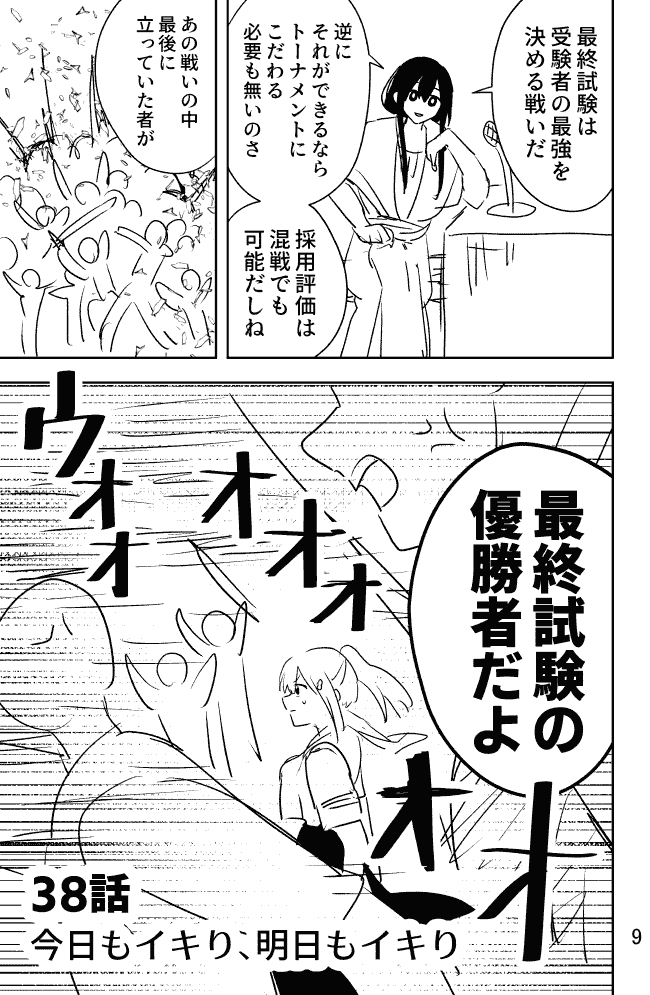 最終試験は
受験者の最強を
決める戦いだ
逆に
それができるなら
トーナメントに
こだわる
必要も無いのさ
採用評価は
混戦でも
可能だしね
あの戦いの中
最後に
立っていた者が
最終試験の
優勝者だよ
ウォオオ
オオオ
オオ
38話
今日もイキり、明日もイキり
9